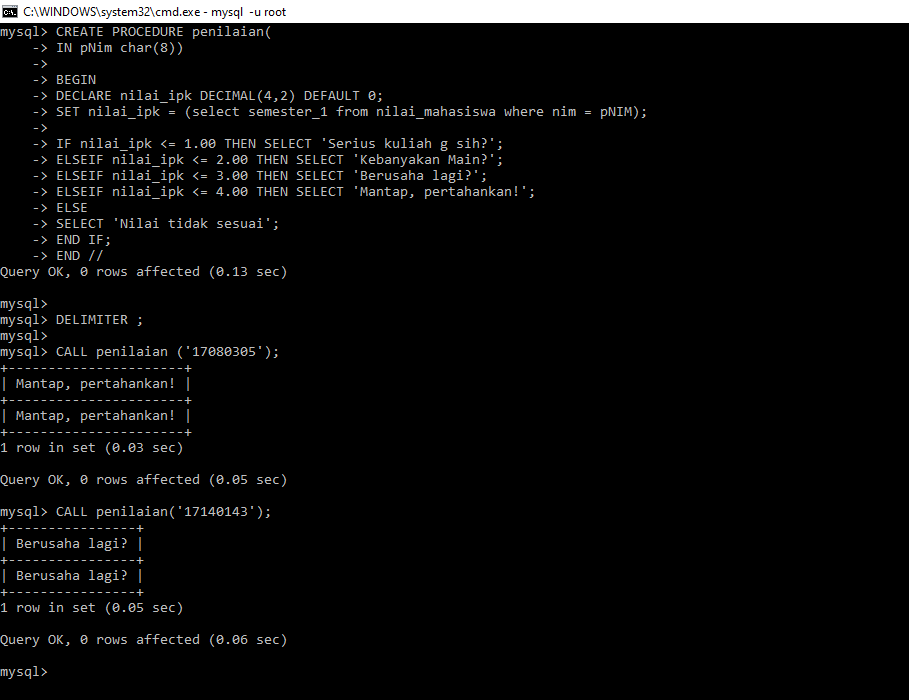 C:\WINDOWS\system32\cmd.exe - mysql  -u root
mysql> CREATE PROCEDURE penilaian(
    -> IN pNim char(8))
    ->
    -> BEGIN
    -> DECLARE nilai_ipk DECIMAL(4,2) DEFAULT 0;
    -> SET nilai_ipk = (select semester_1 from nilai_mahasiswa where nim = pNIM);
    ->
    -> IF nilai_ipk <= 1.00 THEN SELECT 'Serius kuliah g sih?';
    -> ELSEIF nilai_ipk <= 2.00 THEN SELECT 'Kebanyakan Main?';
    -> ELSEIF nilai_ipk <= 3.00 THEN SELECT 'Berusaha lagi?';
    -> ELSEIF nilai_ipk <= 4.00 THEN SELECT 'Mantap, pertahankan!';
    -> ELSE
    -> SELECT 'Nilai tidak sesuai';
    -> END IF;
    -> END //
Query OK, 0 rows affected (0.13 sec)

mysql>
mysql> DELIMITER ;
mysql>
mysql> CALL penilaian ('17080305');
+----------------------+
| Mantap, pertahankan! |
+----------------------+
| Mantap, pertahankan! |
+----------------------+
1 row in set (0.03 sec)

Query OK, 0 rows affected (0.05 sec)

mysql> CALL penilaian('17140143');
+----------------+
| Berusaha lagi? |
+----------------+
| Berusaha lagi? |
+----------------+
1 row in set (0.05 sec)

Query OK, 0 rows affected (0.06 sec)

mysql>